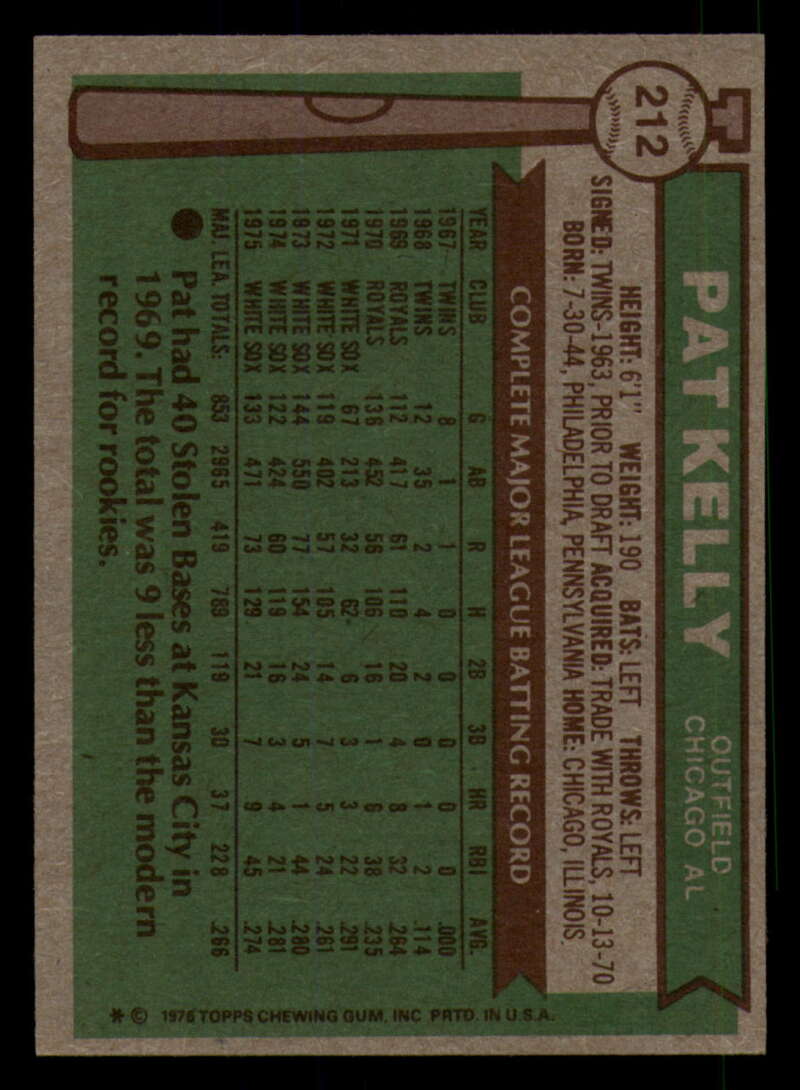 212
PAT KELLY
OUTFIELD
CHICAGO AL
HEIGHT: 6'1" WEIGHT: 190 BATS: LEFT THROWS: LEFT
SIGNED: TWINS-1963, PRIOR TO DRAFT ACQUIRED: TRADE WITH ROYALS, 10-13-70
BORN: 7-30-44, PHILADELPHIA, PENNSYLVANIA HOME: CHICAGO, ILLINOIS
COMPLETE MAJOR LEAGUE BATTING RECORD
YEAR CLUB G AB R H 2B 3B HR RBI AVG.
1967 TWINS 8 1 1 0 0 0 0 0 .000
1968 TWINS 12 35 2 4 2 0 1 2 .114
1969 ROYALS 112 417 61 110 20 4 8 32 .264
1970 ROYALS 136 452 56 106 16 1 6 38 .235
1971 WHITE SOX 67 213 32 62 6 3 3 22 .291
1972 WHITE SOX 119 402 57 105 14 7 5 24 .261
1973 WHITE SOX 144 550 77 154 24 5 1 44 .280
1974 WHITE SOX 122 424 60 119 16 3 4 21 .281
1975 WHITE SOX 133 471 73 129 21 7 9 45 .274
MAJ. LEA. TOTALS: 853 2965 419 789 119 30 37 228 .266
Pat had 40 Stolen Bases at Kansas City in
1969. The total was 9 less than the modern
record for rookies.
* © 1976 TOPPS CHEWING GUM, INC PRTD. IN U.S.A.